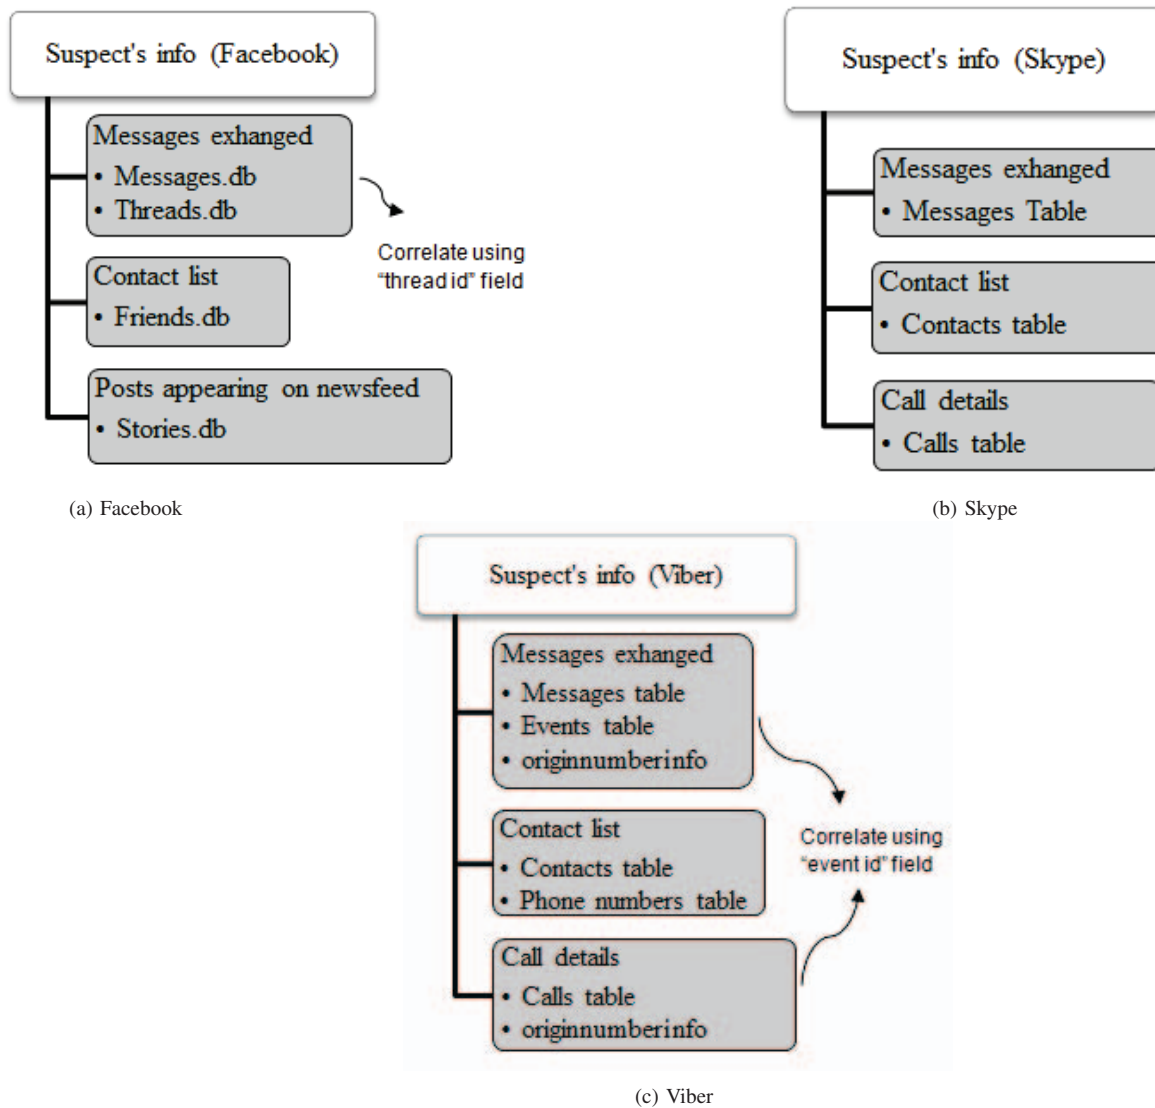 Suspect's info (Facebook)
Messages exhanged
• Messages.db
• Threads.db
Correlate using
“thread id” field
Contact list
• Friends.db
Posts appearing on newsfeed
• Stories.db
(a) Facebook
Suspect's info (Skype)
Messages exhanged
• Messages Table
Contact list
• Contacts table
Call details
• Calls table
(b) Skype
Suspect's info (Viber)
Messages exhanged
• Messages table
• Events table
• originnumberinfo
Contact list
• Contacts table
• Phone numbers table
Correlate using
“event id” field
Call details
• Calls table
• originnumberinfo
(c) Viber